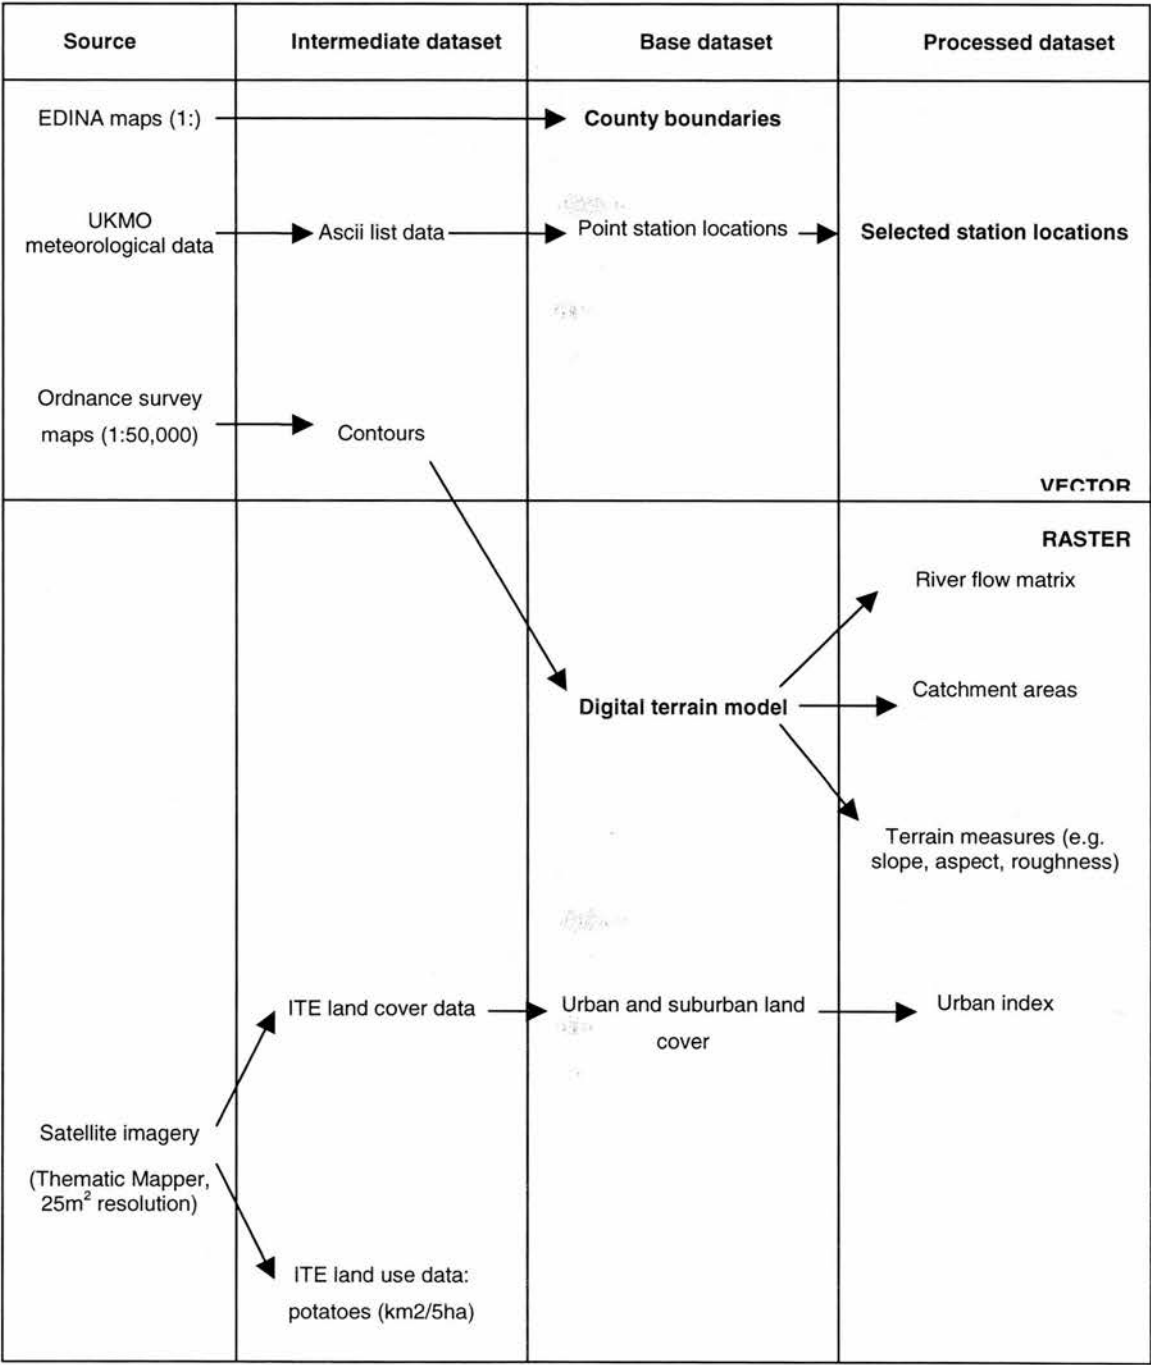 Source
Intermediate dataset
Base dataset
Processed dataset
EDINA maps (1:)
County boundaries
UKMO
meteorological data
Ascii list data
Point station locations
Selected station locations
Ordnance survey
maps (1:50,000)
Contours
VECTOR
RASTER
River flow matrix
Digital terrain model
Catchment areas
Terrain measures (e.g.
slope, aspect, roughness)
ITE land cover data
Urban and suburban land
cover
Urban index
Satellite imagery
(Thematic Mapper,
25m² resolution)
ITE land use data:
potatoes (km2/5ha)